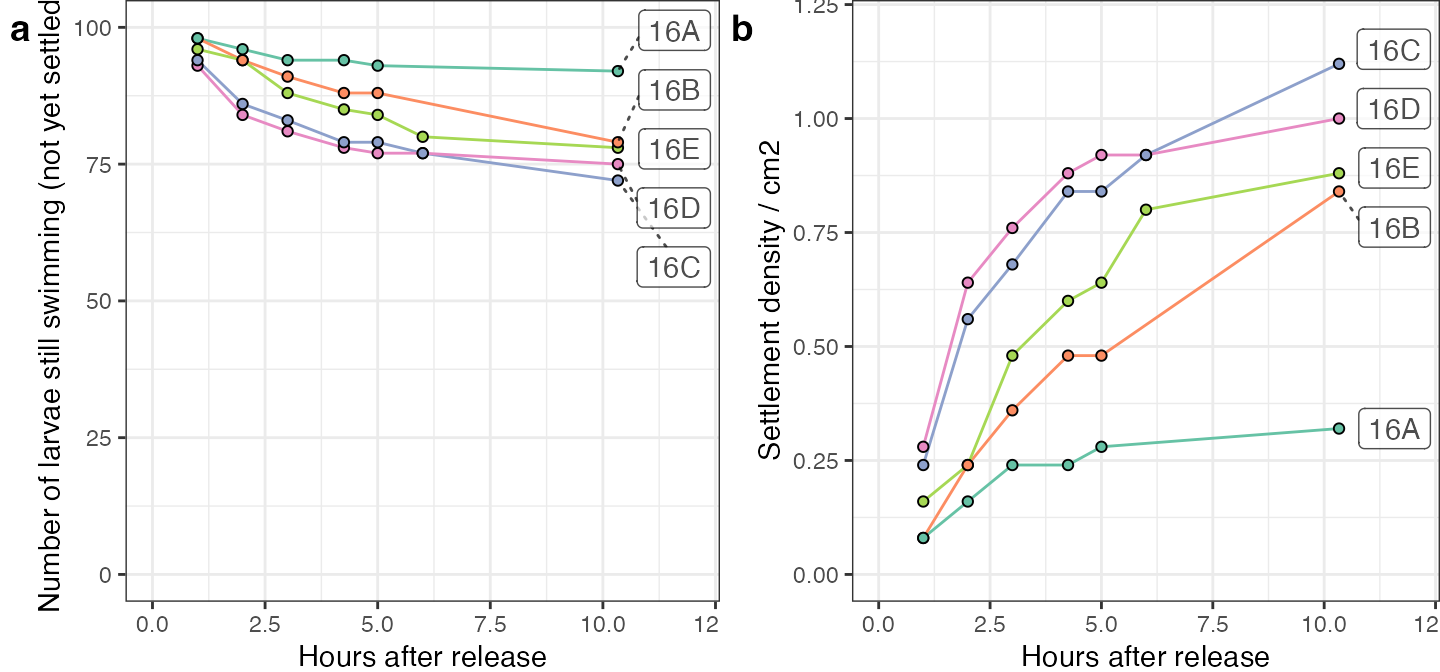 a
Number of larvae still swimming (not yet settled
100
75
50
25
0
0.0 2.5 5.0 7.5 10.0 12
Hours after release
16A
16B
16E
16D
16C
b
Settlement density / cm2
1.25
1.00
0.75
0.50
0.25
0.00
0.0 2.5 5.0 7.5 10.0 12
Hours after release
16C
16D
16E
16B
16A